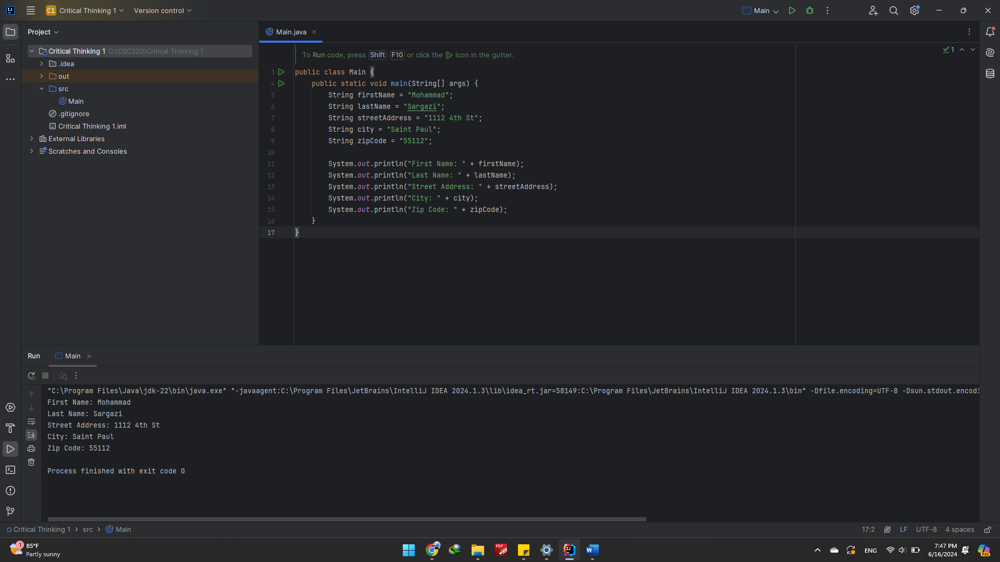 IJ C1 Critical Thinking 1 Version control Main
Project
Main.java
Critical Thinking 1 C:\CSC320\Critical Thinking 1
.idea
out
src
Main
.gitignore
Critical Thinking 1.iml
External Libraries
Scratches and Consoles
To Run code, press Shift F10 or click the icon in the gutter.
1
3 public class Main {
4 public static void main(String[] args) {
5 String firstName = "Mohammad";
6 String lastName = "Sargazi";
7 String streetAddress = "1112 4th St";
8 String city = "Saint Paul";
9 String zipCode = "55112";
10
11 System.out.println("First Name: " + firstName);
12 System.out.println("Last Name: " + lastName);
13 System.out.println("Street Address: " + streetAddress);
14 System.out.println("City: " + city);
15 System.out.println("Zip Code: " + zipCode);
16 }
17 }
Run Main
"C:\Program Files\Java\jdk-22\bin\java.exe" "-javaagent:C:\Program Files\JetBrains\IntelliJ IDEA 2024.1.3\lib\idea_rt.jar=58149:C:\Program Files\JetBrains\IntelliJ IDEA 2024.1.3\bin" -Dfile.encoding=UTF-8 -Dsun.stdout.encodi
First Name: Mohammad
Last Name: Sargazi
Street Address: 1112 4th St
City: Saint Paul
Zip Code: 55112
Process finished with exit code 0
Critical Thinking 1 > src > Main 17:2 LF UTF-8 4 spaces
1
85°F
Partly sunny
PDF
IJ
W
ENG
7:47 PM
6/16/2024
PRE